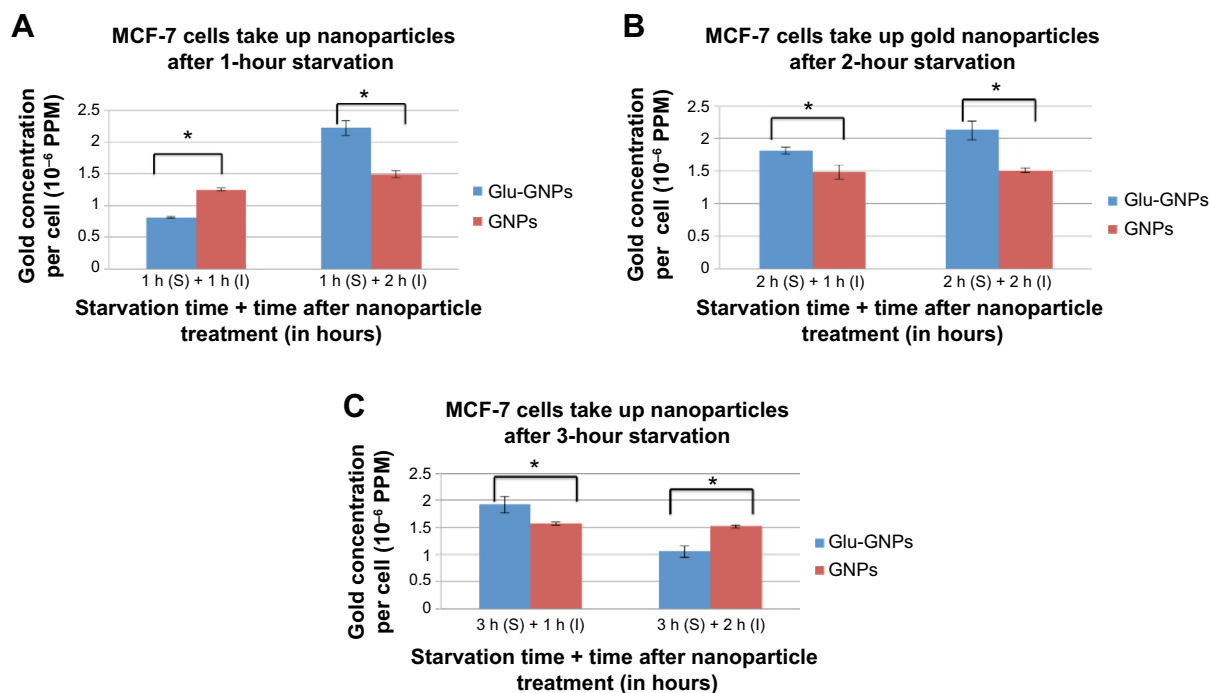 A
MCF-7 cells take up nanoparticles
after 1-hour starvation
Gold concentration
per cell (10⁻⁶ PPM)
2.5
2
1.5
1
0.5
0
*
*
1 h (S) + 1 h (I)
1 h (S) + 2 h (I)
Glu-GNPs
GNPs
Starvation time + time after nanoparticle
treatment (in hours)
B
MCF-7 cells take up gold nanoparticles
after 2-hour starvation
Gold concentration
per cell (10⁻⁶ PPM)
2.5
2
1.5
1
0.5
0
*
*
2 h (S) + 1 h (I)
2 h (S) + 2 h (I)
Glu-GNPs
GNPs
Starvation time + time after nanoparticle
treatment (in hours)
C
MCF-7 cells take up nanoparticles
after 3-hour starvation
Gold concentration
per cell (10⁻⁶ PPM)
2.5
2
1.5
1
0.5
0
*
*
3 h (S) + 1 h (I)
3 h (S) + 2 h (I)
Glu-GNPs
GNPs
Starvation time + time after nanoparticle
treatment (in hours)